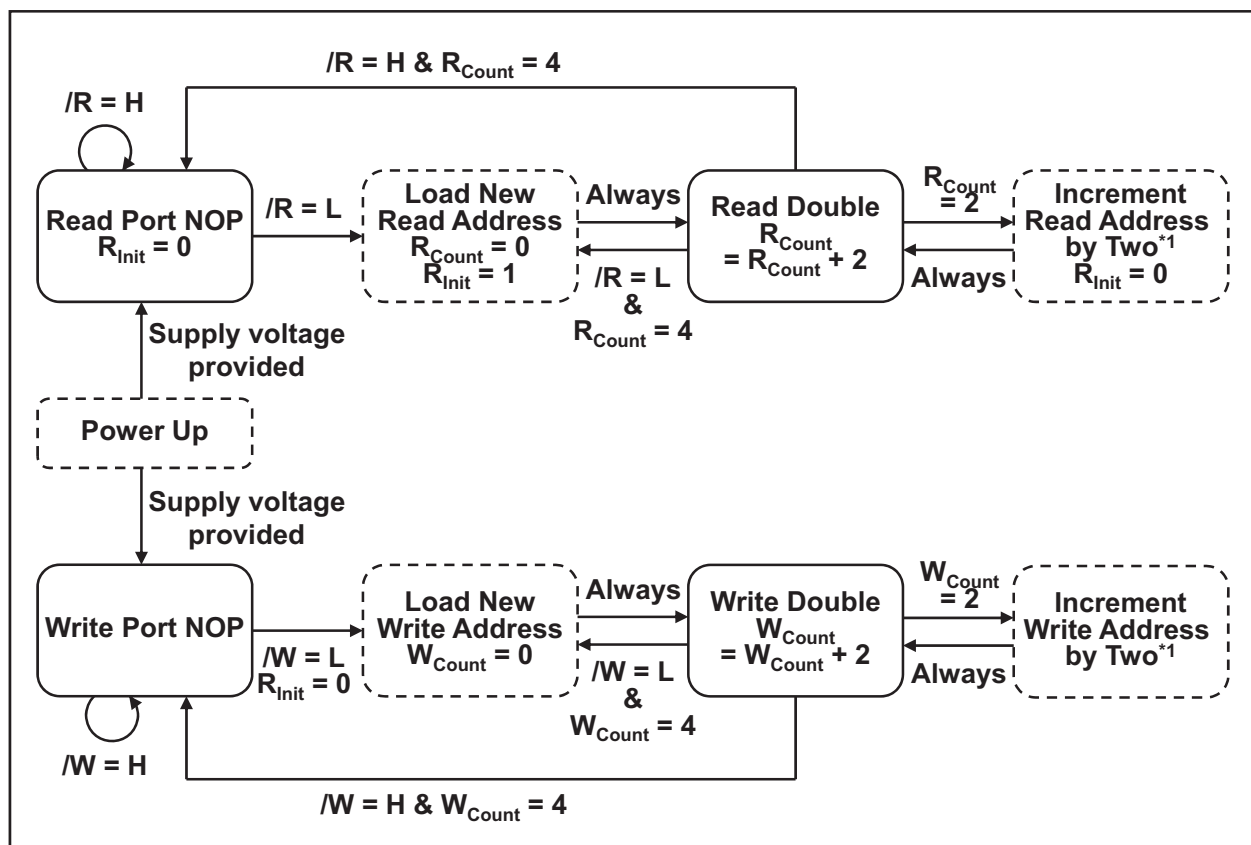 /R = H & RCount = 4
/R = H
Read Port NOP
RInit = 0
/R = L
Load New
Read Address
RCount = 0
RInit = 1
Always
/R = L
&
RCount = 4
Read Double
RCount
= RCount + 2
RCount
= 2
Always
Increment
Read Address
by Two*1
RInit = 0
Supply voltage
provided
Power Up
Supply voltage
provided
Write Port NOP
/W = L
RInit = 0
Load New
Write Address
WCount = 0
Always
/W = L
&
WCount = 4
Write Double
WCount
= WCount + 2
WCount
= 2
Always
Increment
Write Address
by Two*1
/W = H
/W = H & WCount = 4